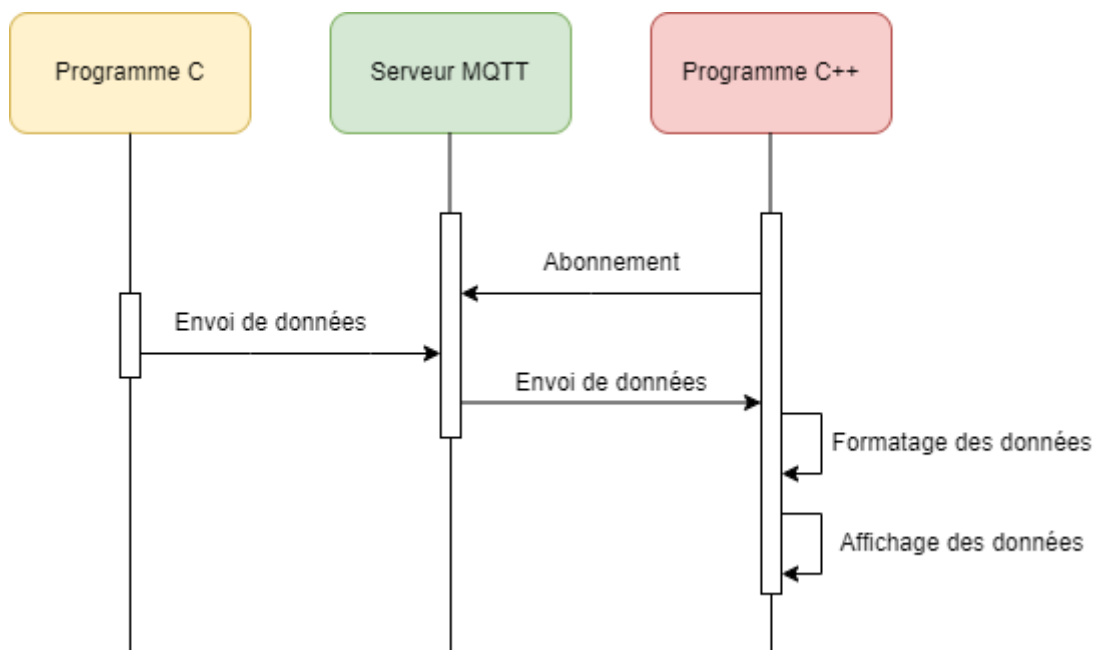 Programme C
Serveur MQTT
Programme C++
Abonnement
Envoi de données
Envoi de données
Formatage des données
Affichage des données